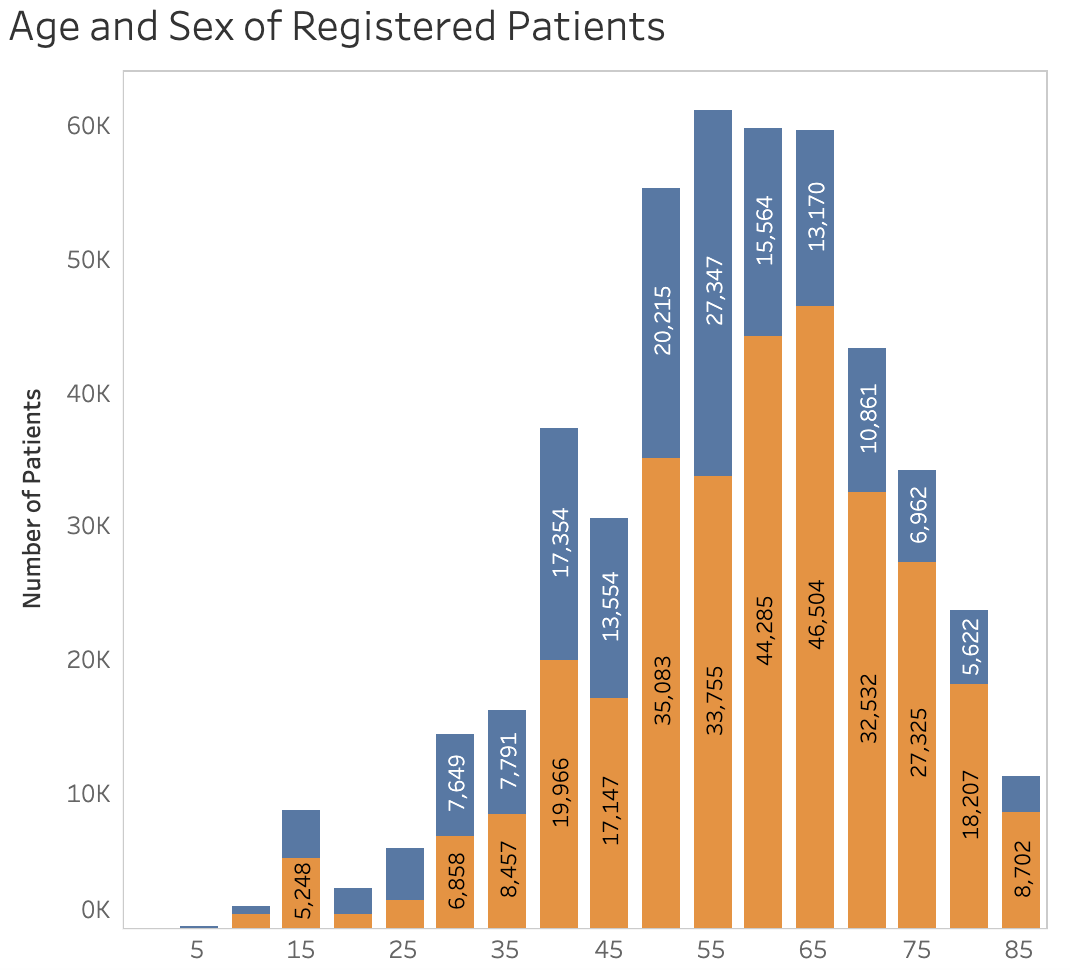 Age and Sex of Registered Patients
Number of Patients
60K
50K
40K
30K
20K
10K
0K
5,248
7,649
6,858
7,791
8,457
17,354
19,966
13,554
17,147
20,215
35,083
27,347
33,755
15,564
44,285
13,170
46,504
10,861
32,532
6,962
27,325
5,622
18,207
8,702
5 15 25 35 45 55 65 75 85